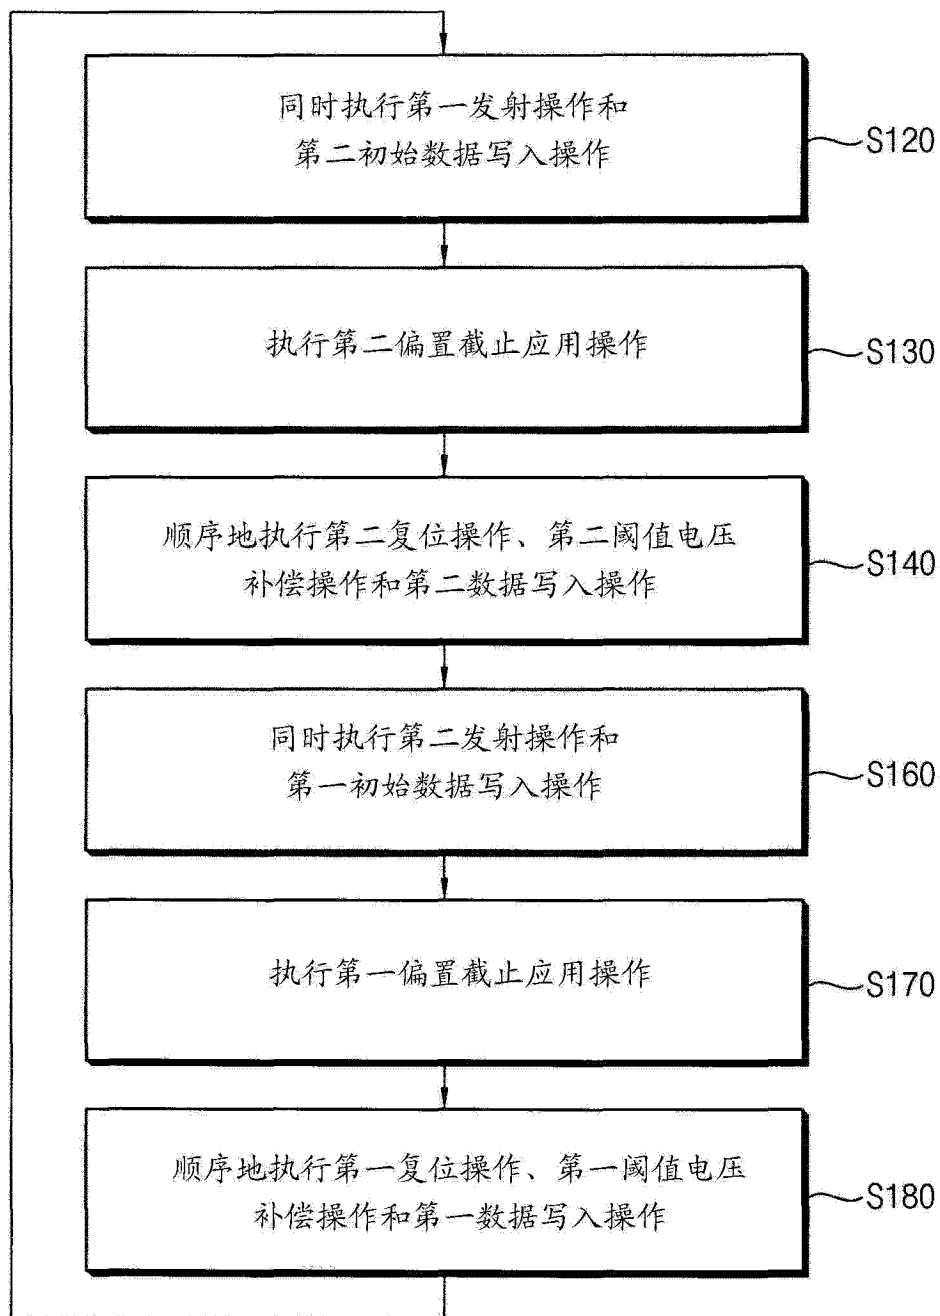 同时执行第一发射操作和
第二初始数据写入操作
S120
执行第二偏置截止应用操作
S130
顺序地执行第二复位操作、第二阈值电压
补偿操作和第二数据写入操作
S140
同时执行第二发射操作和
第一初始数据写入操作
S160
执行第一偏置截止应用操作
S170
顺序地执行第一复位操作、第一阈值电压
补偿操作和第一数据写入操作
S180